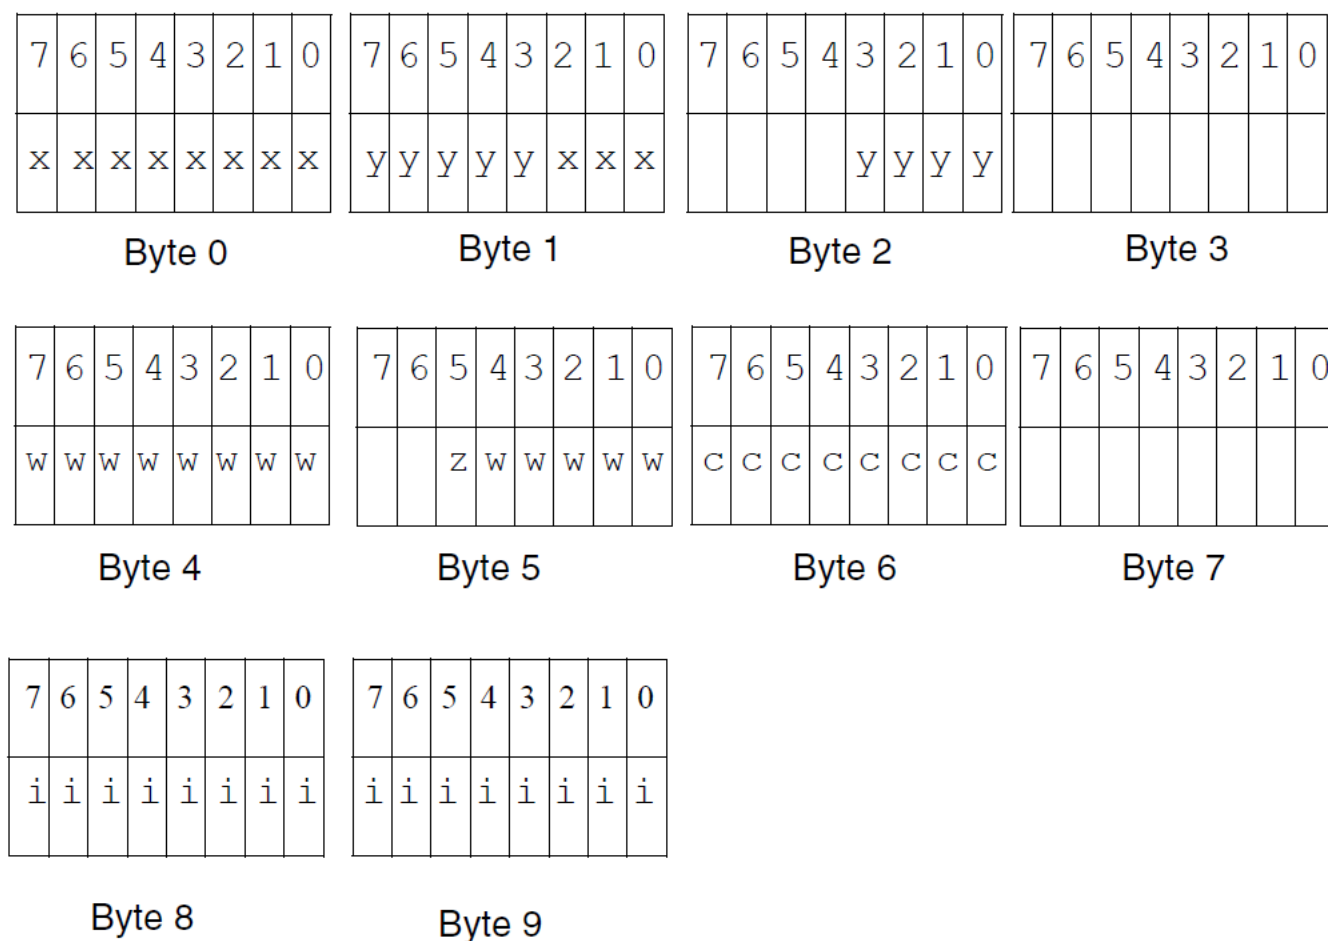 7 6 5 4 3 2 1 0 7 6 5 4 3 2 1 0 7 6 5 4 3 2 1 0 7 6 5 4 3 2 1 0
x x x x x x x x y y y y y x x x y y y y
Byte 0 Byte 1 Byte 2 Byte 3
7 6 5 4 3 2 1 0 7 6 5 4 3 2 1 0 7 6 5 4 3 2 1 0 7 6 5 4 3 2 1 0
w w w w w w w w z w w w w w c c c c c c c c
Byte 4 Byte 5 Byte 6 Byte 7
7 6 5 4 3 2 1 0 7 6 5 4 3 2 1 0
i i i i i i i i i i i i i i i i
Byte 8 Byte 9